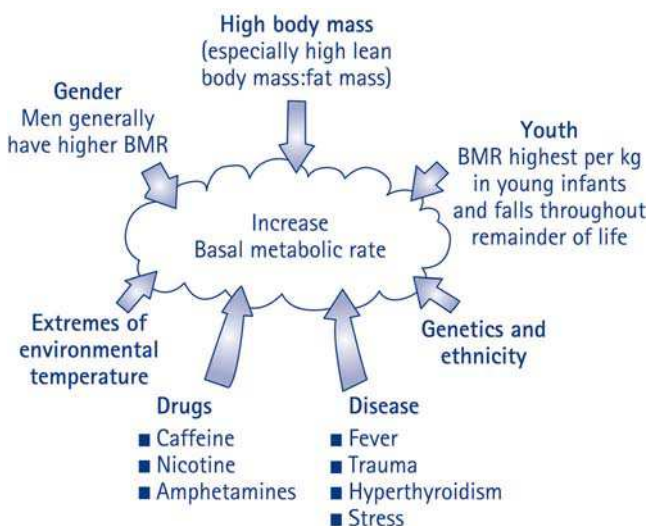 High body mass
(especially high lean
body mass:fat mass)
Gender
Men generally
have higher BMR
Youth
BMR highest per kg
in young infants
and falls throughout
remainder of life
Increase
Basal metabolic rate
Extremes of
environmental
temperature
Genetics and
ethnicity
Drugs
■ Caffeine
■ Nicotine
■ Amphetamines
Disease
■ Fever
■ Trauma
■ Hyperthyroidism
■ Stress